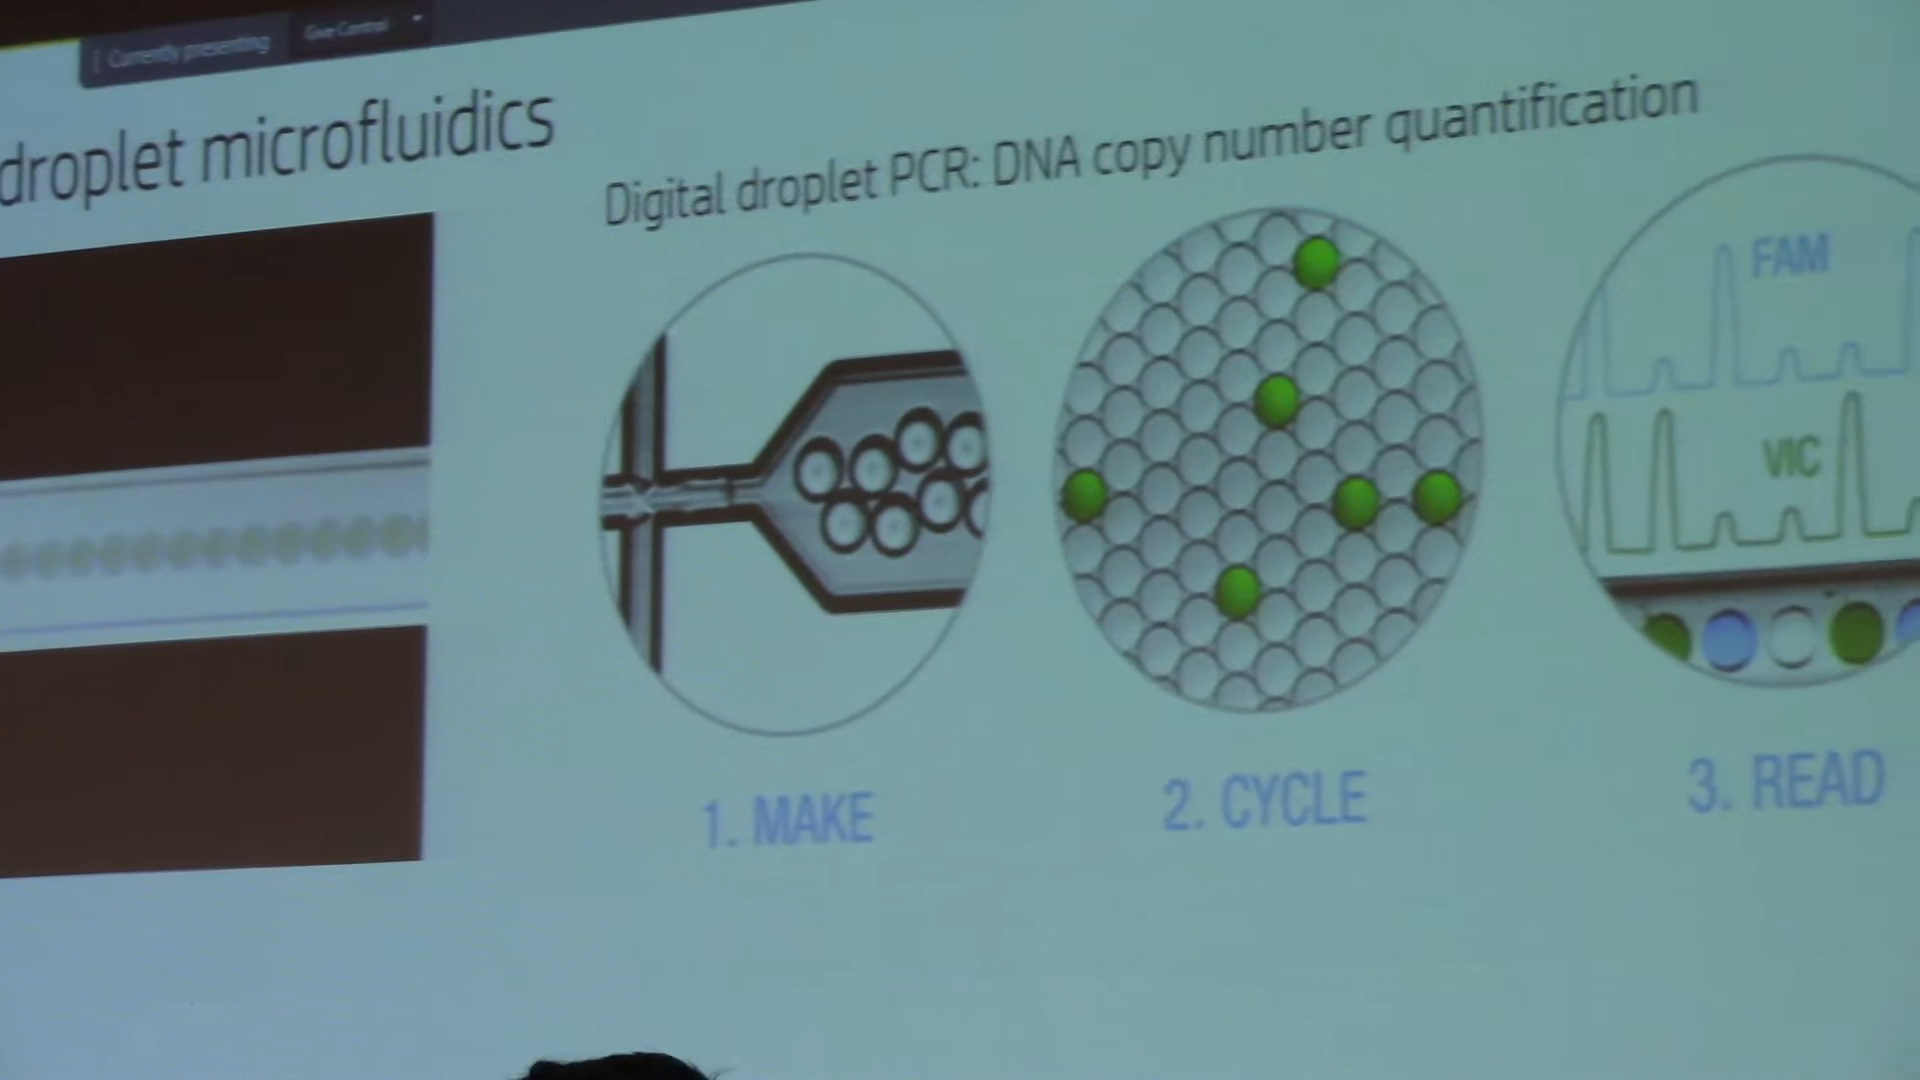 Currently presenting
Give Control
droplet microfluidics
Digital droplet PCR: DNA copy number quantification
FAM
VIC
1. MAKE
2. CYCLE
3. READ